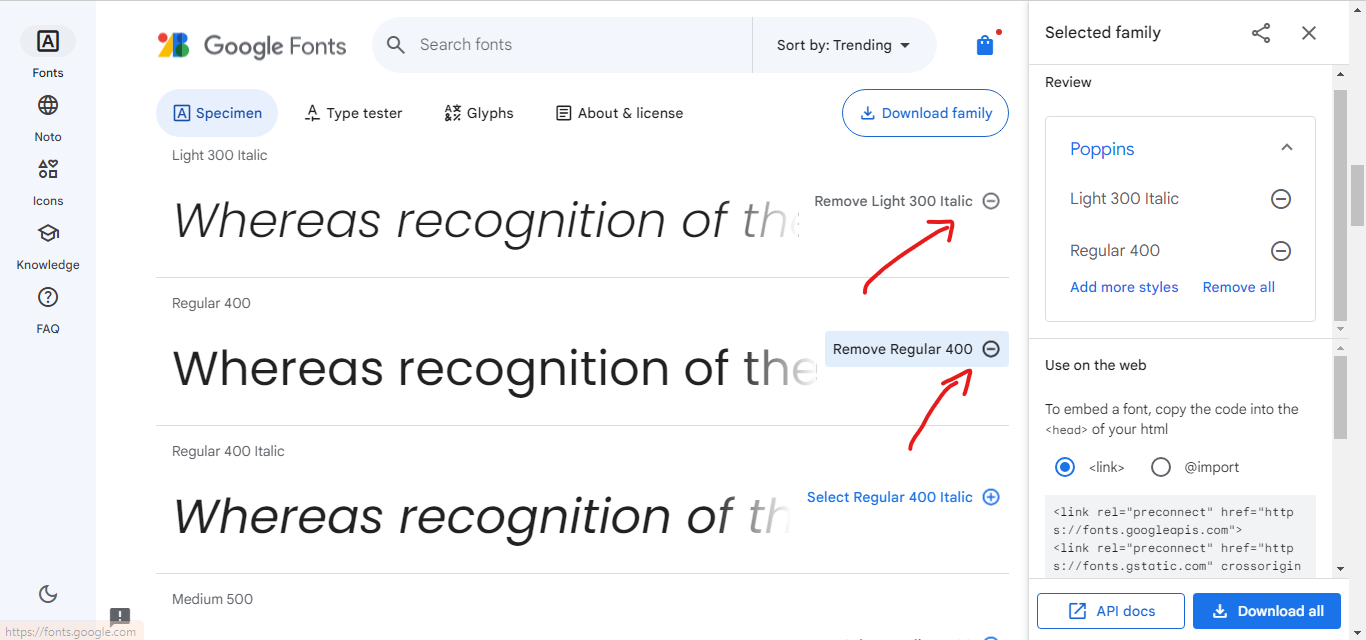 Fonts
Noto
Icons
Knowledge
FAQ
https://fonts.google.com
Google Fonts
Search fonts
Sort by: Trending
Specimen
Type tester
Glyphs
About & license
Download family
Light 300 Italic
Whereas recognition of the
Remove Light 300 Italic
Regular 400
Whereas recognition of the
Remove Regular 400
Regular 400 Italic
Whereas recognition of th
Select Regular 400 Italic
Medium 500
Selected family
Review
Poppins
Light 300 Italic
Regular 400
Add more styles
Remove all
Use on the web
To embed a font, copy the code into the
<head> of your html
<link>
@import
<link rel="preconnect" href="http
s://fonts.googleapis.com">
<link rel="preconnect" href="http
s://fonts.gstatic.com" crossorigin
API docs
Download all